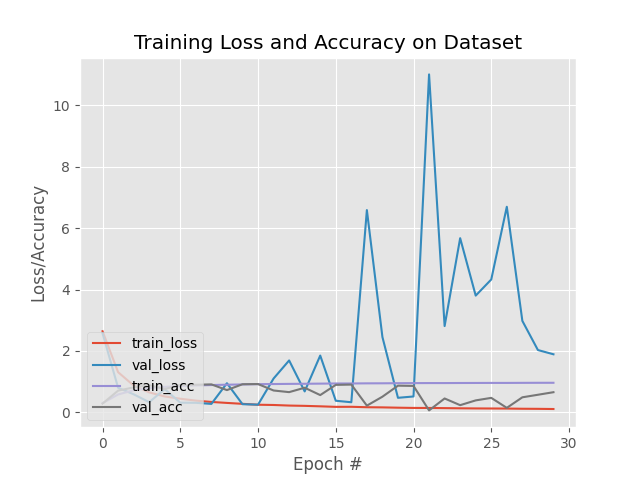 Training Loss and Accuracy on Dataset
Loss/Accuracy
10
8
6
4
2
0
train_loss
val_loss
train_acc
val_acc
0 5 10 15 20 25 30
Epoch #